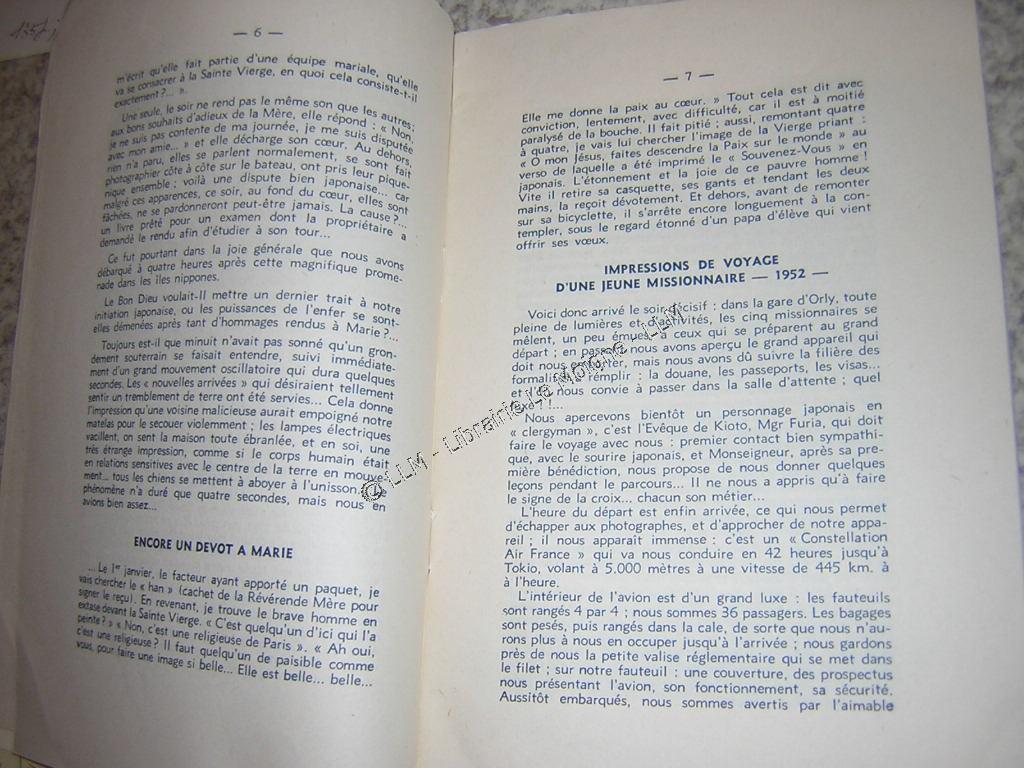 — 6 —
m'écrit qu'elle fait partie d'une équipe mariale, qu'elle
va se consacrer à la Sainte Vierge, en quoi cela consiste-t-il
exactement?... ».
Une seule, le soir ne rend pas le même son que les autres;
aux bons souhaits d'adieux de la Mère, elle répond : « Non,
je ne suis pas contente de ma journée, je me suis disputée
avec mon amie... » et elle décharge son cœur. Au dehors,
rien n'a paru, elles se parlent normalement, se sont fait
photographier côte à côte sur le bateau, ont pris leur pique-
nique ensemble ; voilà une dispute bien japonaise... car
malgré ces apparences, ce soir, au fond du cœur, elles sont
fâchées, ne se pardonneront peut-être jamais. La cause?...
un livre prêté pour un examen dont la propriétaire a
demandé le rendu afin d'étudier à son tour...
Ce fut pourtant dans la joie générale que nous avons
débarqué à quatre heures après cette magnifique prome-
nade dans les îles nippones.
Le Bon Dieu voulait-Il mettre un dernier trait à notre
initiation japonaise, ou les puissances de l'enfer se sont-
elles démenées après tant d'hommages rendus à Marie?...
Toujours est-il que minuit n'avait pas sonné qu'un gron-
dement souterrain se faisait entendre, suivi immédiate-
ment d'un grand mouvement oscillatoire qui dura quelques
secondes. Les « nouvelles arrivées » qui désiraient tellement
sentir un tremblement de terre ont été servies... Cela donne
l'impression qu'une voisine malicieuse aurait empoigné notre
matelas pour le secouer violemment ; les lampes électriques
vacillent, on sent la maison toute ébranlée, et en soi, une
très étrange impression, comme si le corps humain était
en relations sensitives avec le centre de la terre en mouve-
ment... tous les chiens se mettent à aboyer à l'unisson.
phénomène n'a duré que quatre secondes, mais nous en
avions bien assez...
ENCORE UN DEVOT A MARIE
... Le 1er janvier, le facteur ayant apporté un paquet, je
vais chercher le « han » (cachet de la Révérende Mère pour
signer le reçu). En revenant, je trouve le brave homme en
extase devant la Sainte Vierge. « C'est quelqu'un d'ici qui l'a
peinte? » « Non, c'est une religieuse de Paris ». « Ah oui,
c'est une religieuse? Il faut quelqu'un de paisible comme
vous, pour faire une image si belle... Elle est belle... belle...
— 7 —
Elle me donne la paix au cœur. » Tout cela est dit avec
conviction, lentement, avec difficulté, car il est à moitié
paralysé de la bouche. Il fait pitié ; aussi, remontant quatre
à quatre, je vais lui chercher l'image de la Vierge priant :
« O mon Jésus, faites descendre la Paix sur le monde » au
verso de laquelle a été imprimé le « Souvenez-Vous » en
japonais. L'étonnement et la joie de ce pauvre homme !
Vite il retire sa casquette, ses gants et tendant les deux
mains, la reçoit dévotement. Et dehors, avant de remonter
sur sa bicyclette, il s'arrête encore longuement à la con-
templer, sous le regard étonné d'un papa d'élève qui vient
offrir ses vœux.
IMPRESSIONS DE VOYAGE
D'UNE JEUNE MISSIONNAIRE — 1952 —
Voici donc arrivé le soir décisif : dans la gare d'Orly, toute
pleine de lumières et d'activités, les cinq missionnaires se
mêlent, un peu émues, à ceux qui se préparent au grand
départ ; en passant nous avons aperçu le grand appareil qui
doit nous emporter, mais nous avons dû suivre la filière des
formalités à remplir : la douane, les passeports, les visas...
et l'on nous convie à passer dans la salle d'attente ; quel
luxe ! !...
Nous apercevons bientôt un personnage japonais en
« clergyman », c'est l'Evêque de Kioto, Mgr Furia, qui doit
faire le voyage avec nous : premier contact bien sympathi-
que, avec le sourire japonais, et Monseigneur, après sa pre-
mière bénédiction, nous propose de nous donner quelques
leçons pendant le parcours... Il ne nous a appris qu'à faire
le signe de la croix... chacun son métier...
L'heure du départ est enfin arrivée, ce qui nous permet
d'échapper aux photographes, et d'approcher de notre appa-
reil ; il nous apparaît immense : c'est un « Constellation
Air France » qui va nous conduire en 42 heures jusqu'à
Tokio, volant à 5.000 mètres à une vitesse de 445 km. à
à l'heure.
L'intérieur de l'avion est d'un grand luxe : les fauteuils
sont rangés 4 par 4 ; nous sommes 36 passagers. Les bagages
sont pesés, puis rangés dans la cale, de sorte que nous n'au-
rons plus à nous en occuper jusqu'à l'arrivée ; nous gardons
près de nous la petite valise réglementaire qui se met dans
le filet ; sur notre fauteuil : une couverture, des prospectus
nous présentant l'avion, son fonctionnement, sa sécurité.
Aussitôt embarqués, nous sommes avertis par l'aimable
© LLM - Librairie Le Moigne - LLM